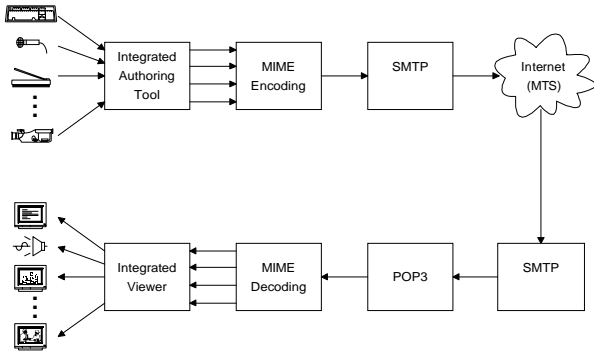 Integrated
Authoring
Tool
MIME
Encoding
SMTP
Internet
(MTS)
Integrated
Viewer
MIME
Decoding
POP3
SMTP